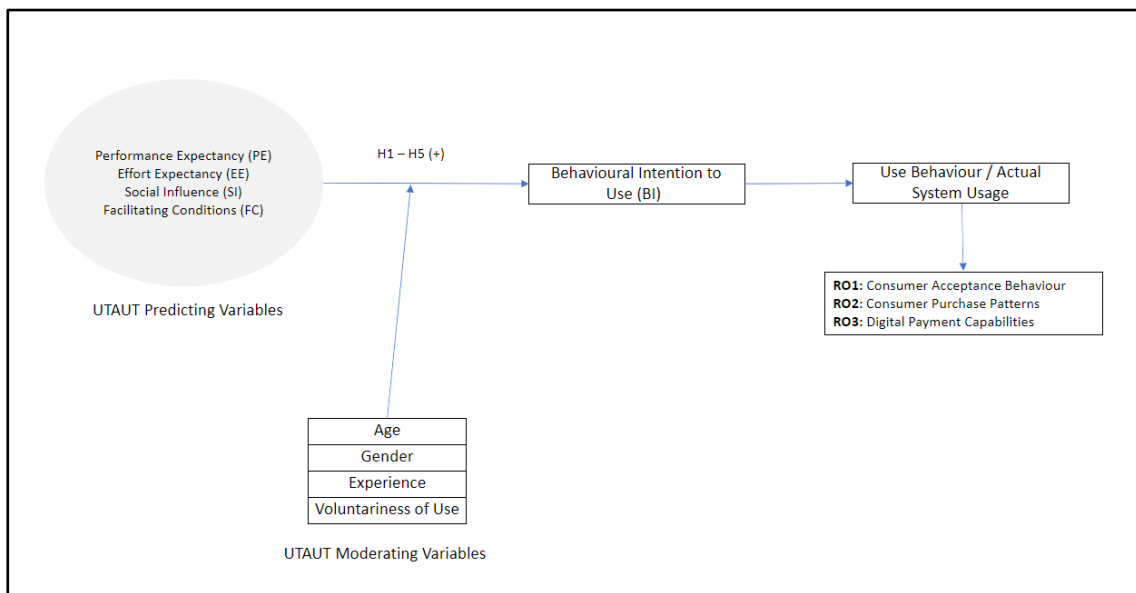 Performance Expectancy (PE)
Effort Expectancy (EE)
Social Influence (SI)
Facilitating Conditions (FC)
UTAUT Predicting Variables
H1 – H5 (+)
Behavioural Intention to
Use (BI)
Use Behaviour / Actual
System Usage
RO1: Consumer Acceptance Behaviour
RO2: Consumer Purchase Patterns
RO3: Digital Payment Capabilities
Age
Gender
Experience
Voluntariness of Use
UTAUT Moderating Variables